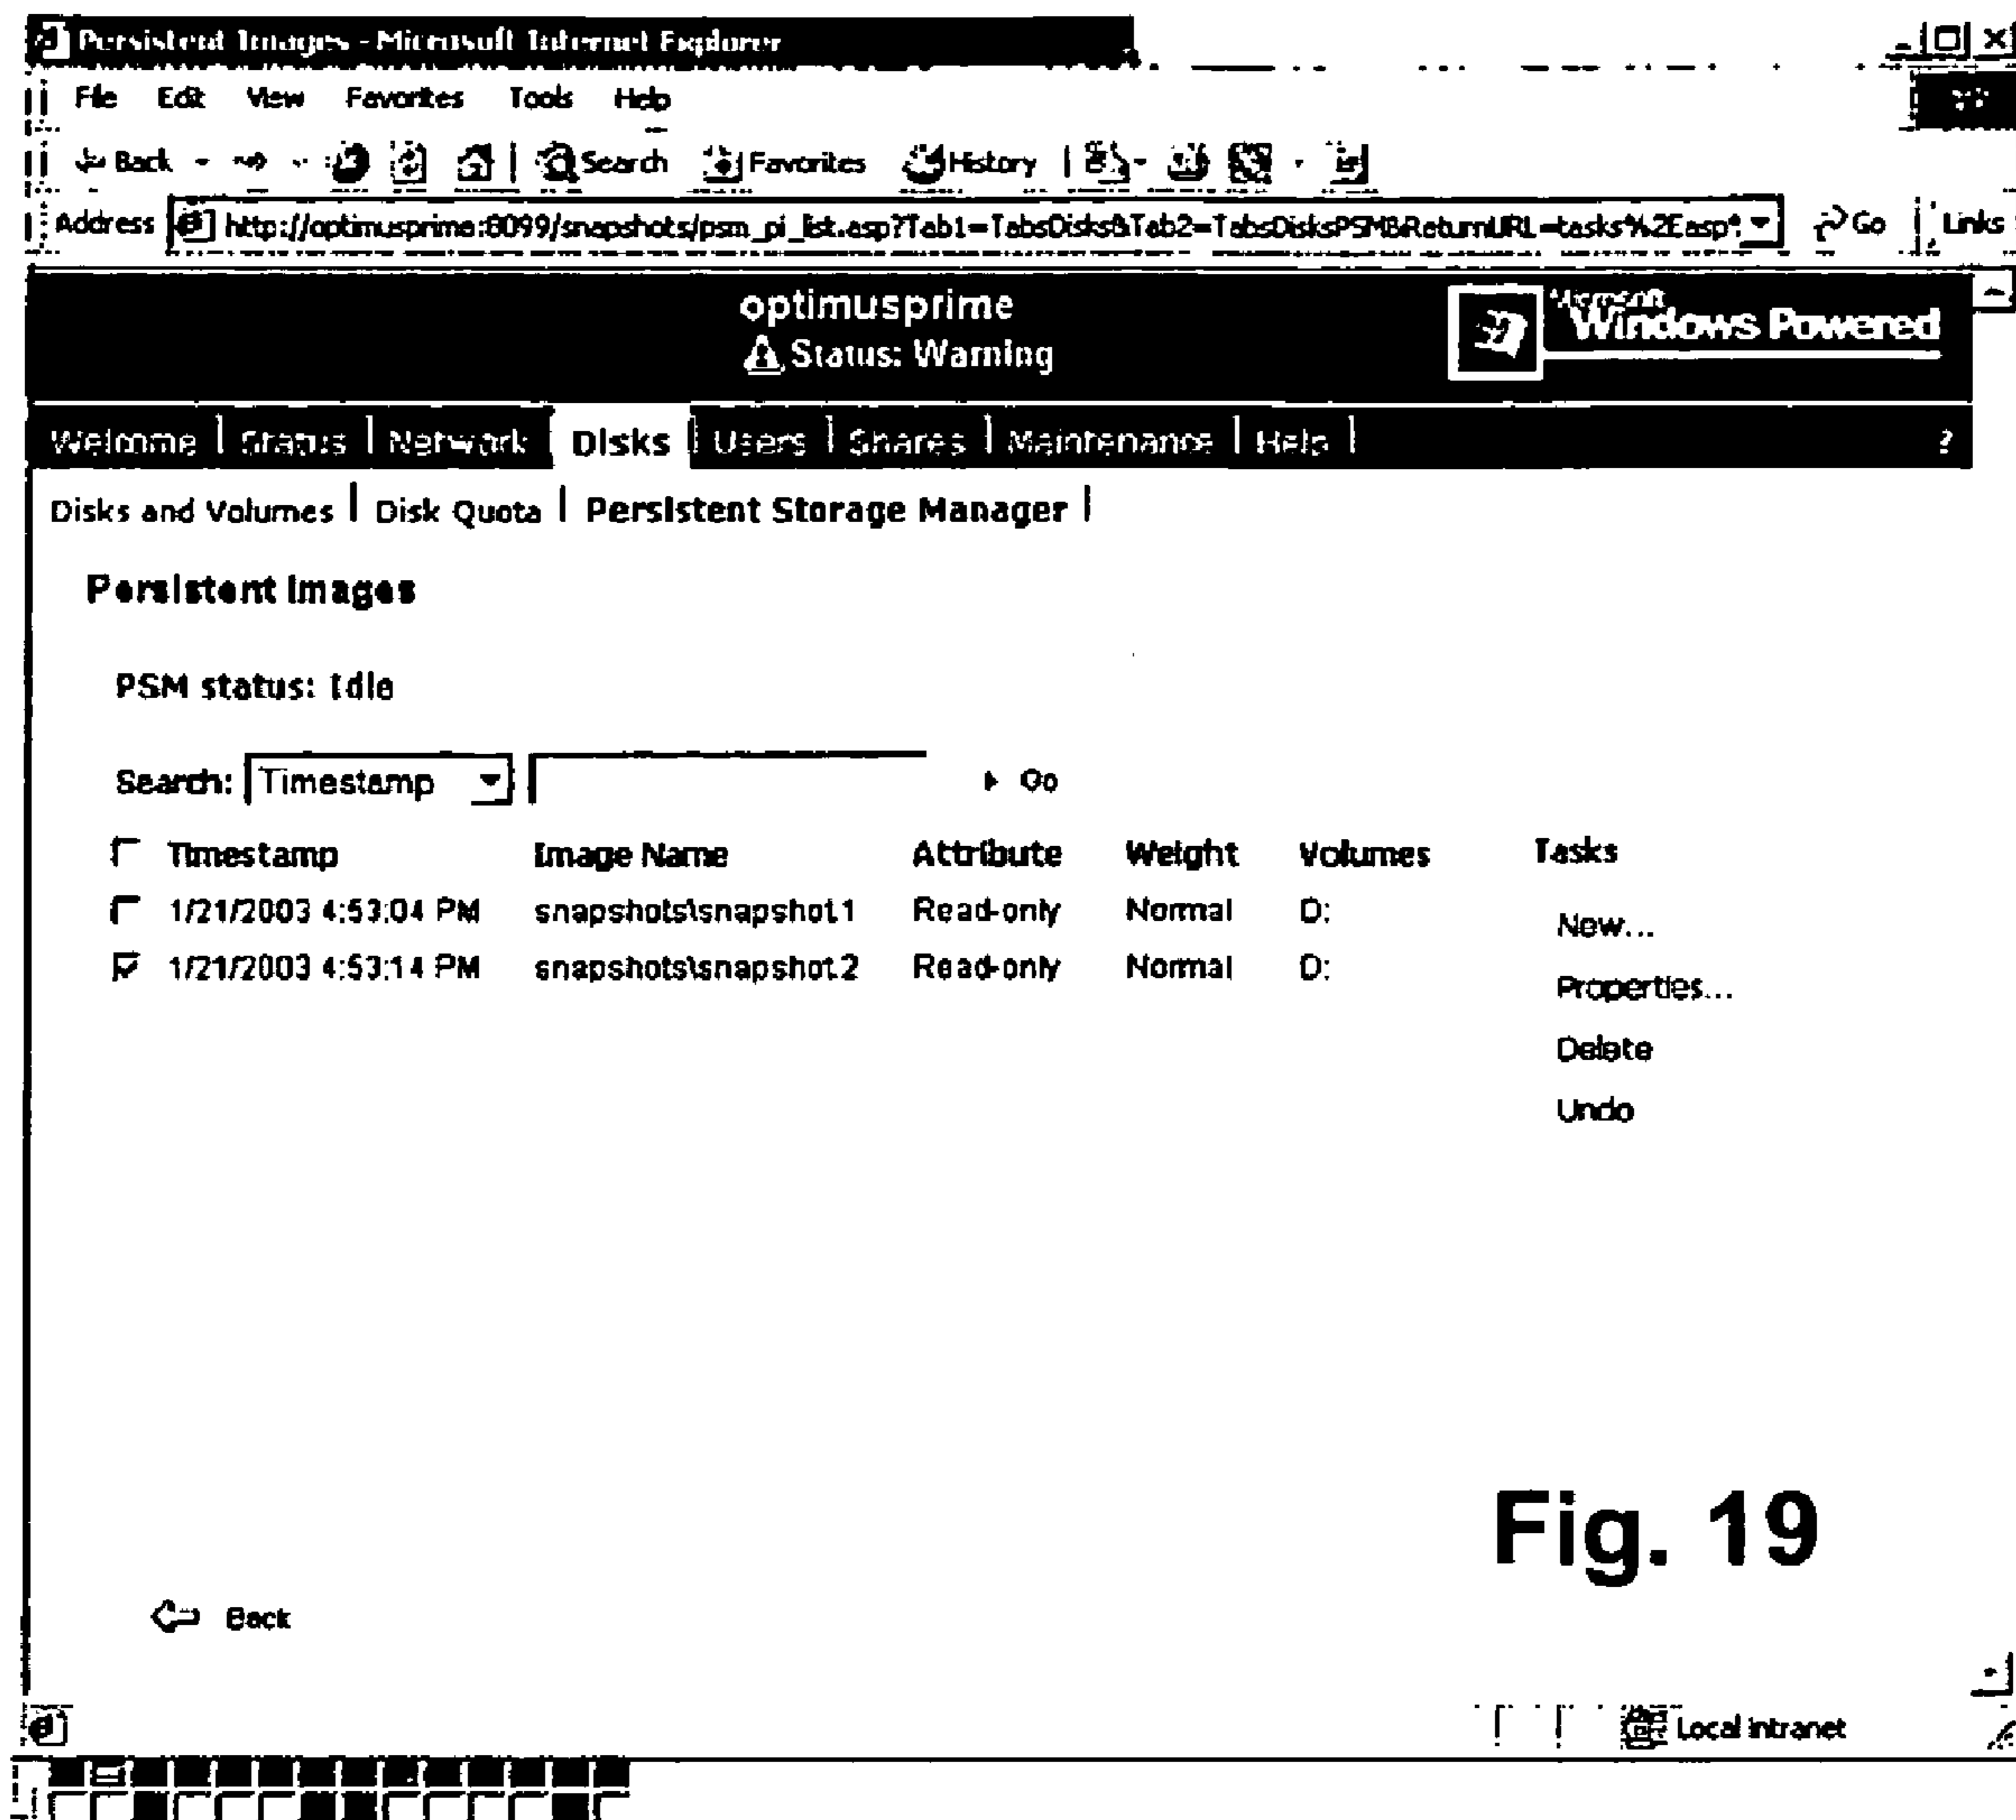 Persistent Images - Microsoft Internet Explorer
File Edit View Favorites Tools Help
Back Search Favorites History
Address http://optimusprime:8099/snapshots/psm_pi_list.asp?Tab1=TabsDisks&Tab2=TabsDisksPSM&ReturnURL=tasks%2Easp Go Links
optimusprime
Status: Warning
Microsoft
Windows Powered
Welcome | Status | Network | Disks | Users | Shares | Maintenance | Help | ?
Disks and Volumes | Disk Quota | Persistent Storage Manager |
Persistent Images
PSM status: Idle
Search: Timestamp Go
Timestamp Image Name Attribute Weight Volumes Tasks
1/21/2003 4:53:04 PM snapshots\snapshot.1 Read-only Normal D:
New...
1/21/2003 4:53:14 PM snapshots\snapshot.2 Read-only Normal D:
Properties...
Delete
Undo
Fig. 19
Back
Local intranet